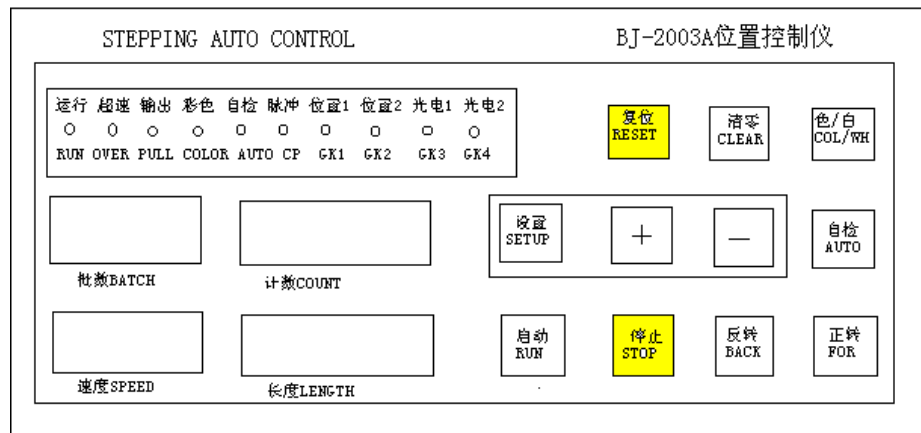 STEPPING AUTO CONTROL
BJ-2003A位置控制仪
运行 超速 输出 彩色 自检 脉冲 位置1 位置2 光电1 光电2
RUN OVER PULL COLOR AUTO CP GK1 GK2 GK3 GK4
复位
RESET
清零
CLEAR
色/白
COL/WH
批数BATCH
计数COUNT
设置
SETUP
+
—
自检
AUTO
速度SPEED
长度LENGTH
启动
RUN
停止
STOP
反转
BACK
正转
FOR